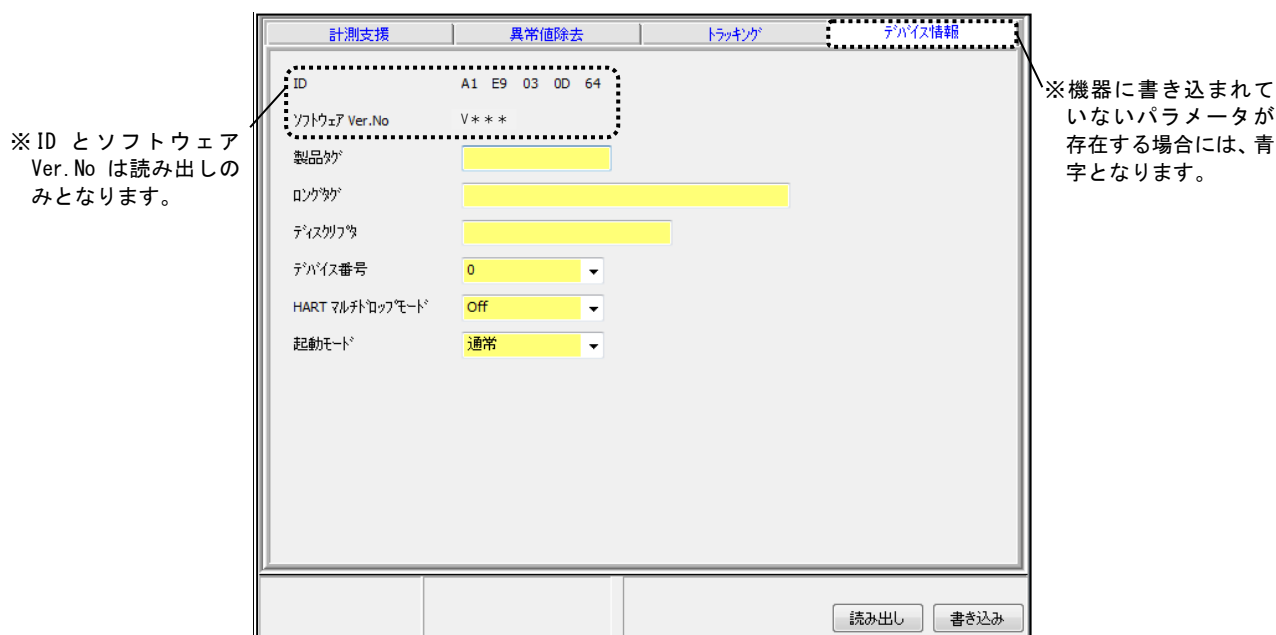 計測支援 異常値除去 ﾄﾗｯｷﾝｸﾞ ﾃﾞﾊﾞｲｽ情報
ID A1 E9 03 0D 64
ｿﾌﾄｳｪｱ Ver.No V＊＊＊
製品ﾀｸﾞ
ﾛﾝｸﾞﾀｸﾞ
ﾃﾞｨｽｸﾘﾌﾟﾀ
ﾃﾞﾊﾞｲｽ番号 0
HART ﾏﾙﾁﾄﾞﾛｯﾌﾟﾓｰﾄﾞ Off
起動ﾓｰﾄﾞ 通常
読み出し 書き込み
※ID とソフトウェア
Ver.No は読み出しの
みとなります。
※機器に書き込まれて
いないパラメータが
存在する場合には、青
字となります。